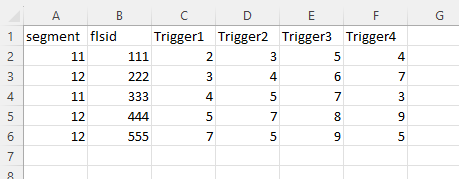 A B C D E F G
1 segment flsid Trigger1 Trigger2 Trigger3 Trigger4
2 11 111 2 3 5 4
3 12 222 3 4 6 7
4 11 333 4 5 7 3
5 12 444 5 7 8 9
6 12 555 7 5 9 5
7
8